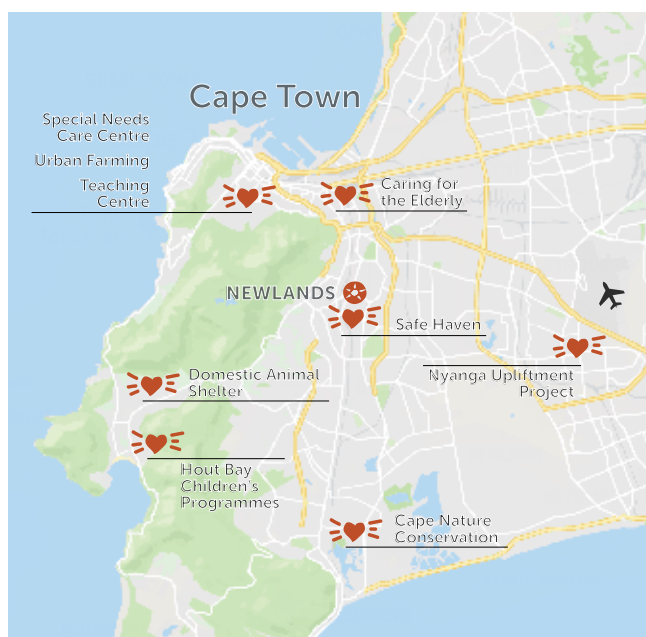 Cape Town
Special Needs
Care Centre
Urban Farming
Teaching
Centre
Caring for
the Elderly
NEWLANDS
Safe Haven
Nyanga Upliftment
Project
Domestic Animal
Shelter
Hout Bay
Children's
Programmes
Cape Nature
Conservation